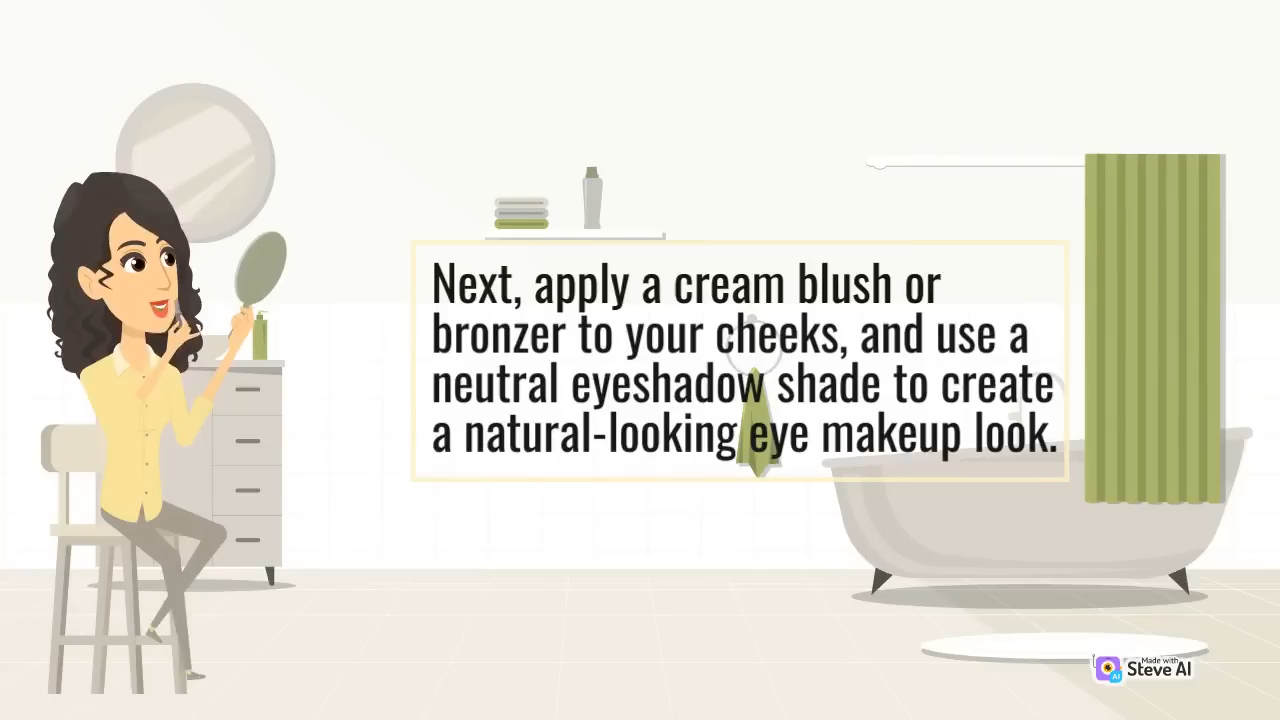 Next, apply a cream blush or
bronzer to your cheeks, and use a
neutral eyeshadow shade to create
a natural-looking eye makeup look.
Made with
Steve AI
AI